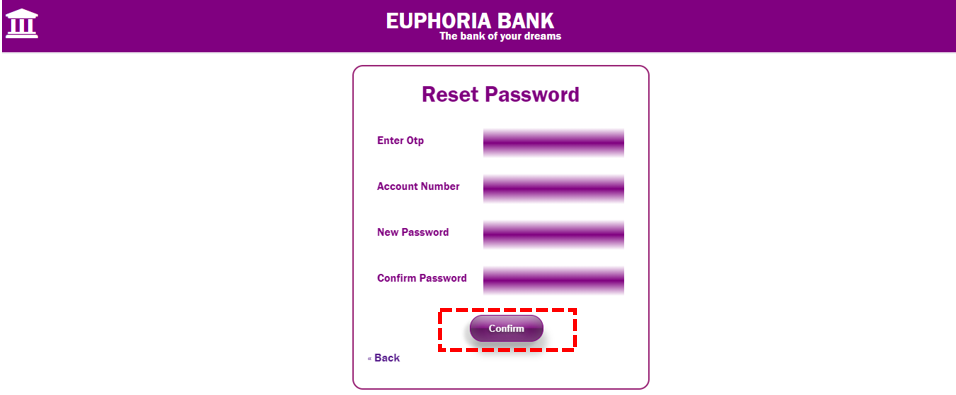 EUPHORIA BANK
The bank of your dreams
Reset Password
Enter Otp
Account Number
New Password
Confirm Password
Confirm
« Back